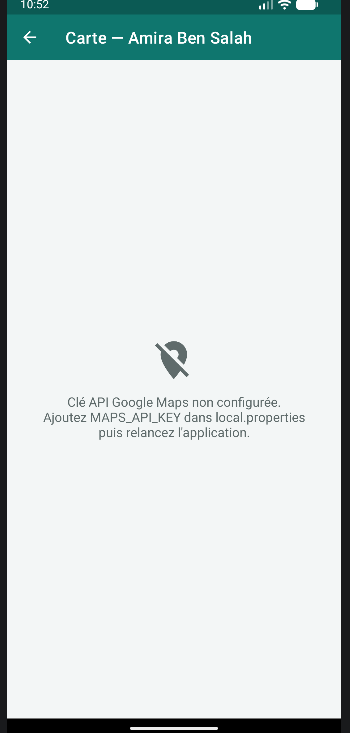 10:52
Carte — Amira Ben Salah
Clé API Google Maps non configurée.
Ajoutez MAPS_API_KEY dans local.properties
puis relancez l'application.